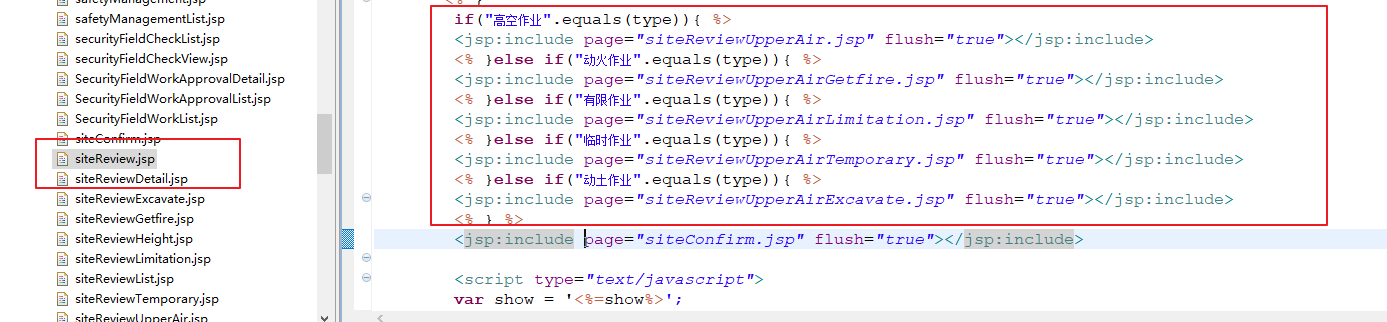 safetyManagement.jsp
safetyManagementList.jsp
securityFieldCheckList.jsp
securityFieldCheckView.jsp
SecurityFieldWorkApprovalDetail.jsp
SecurityFieldWorkApprovalList.jsp
SecurityFieldWorkList.jsp
siteConfirm.jsp
siteReview.jsp
siteReviewDetail.jsp
siteReviewExcavate.jsp
siteReviewGetfire.jsp
siteReviewHeight.jsp
siteReviewLimitation.jsp
siteReviewList.jsp
siteReviewTemporary.jsp
siteReviewUpperAir.jsp
<% }
if("高空作业".equals(type)){ %>
<jsp:include page="siteReviewUpperAir.jsp" flush="true"></jsp:include>
<% }else if("动火作业".equals(type)){ %>
<jsp:include page="siteReviewUpperAirGetfire.jsp" flush="true"></jsp:include>
<% }else if("有限作业".equals(type)){ %>
<jsp:include page="siteReviewUpperAirLimitation.jsp" flush="true"></jsp:include>
<% }else if("临时作业".equals(type)){ %>
<jsp:include page="siteReviewUpperAirTemporary.jsp" flush="true"></jsp:include>
<% }else if("动土作业".equals(type)){ %>
<jsp:include page="siteReviewUpperAirExcavate.jsp" flush="true"></jsp:include>
<% } %>
<jsp:include page="siteConfirm.jsp" flush="true"></jsp:include>
<script type="text/javascript">
var show = '<%=show%>';